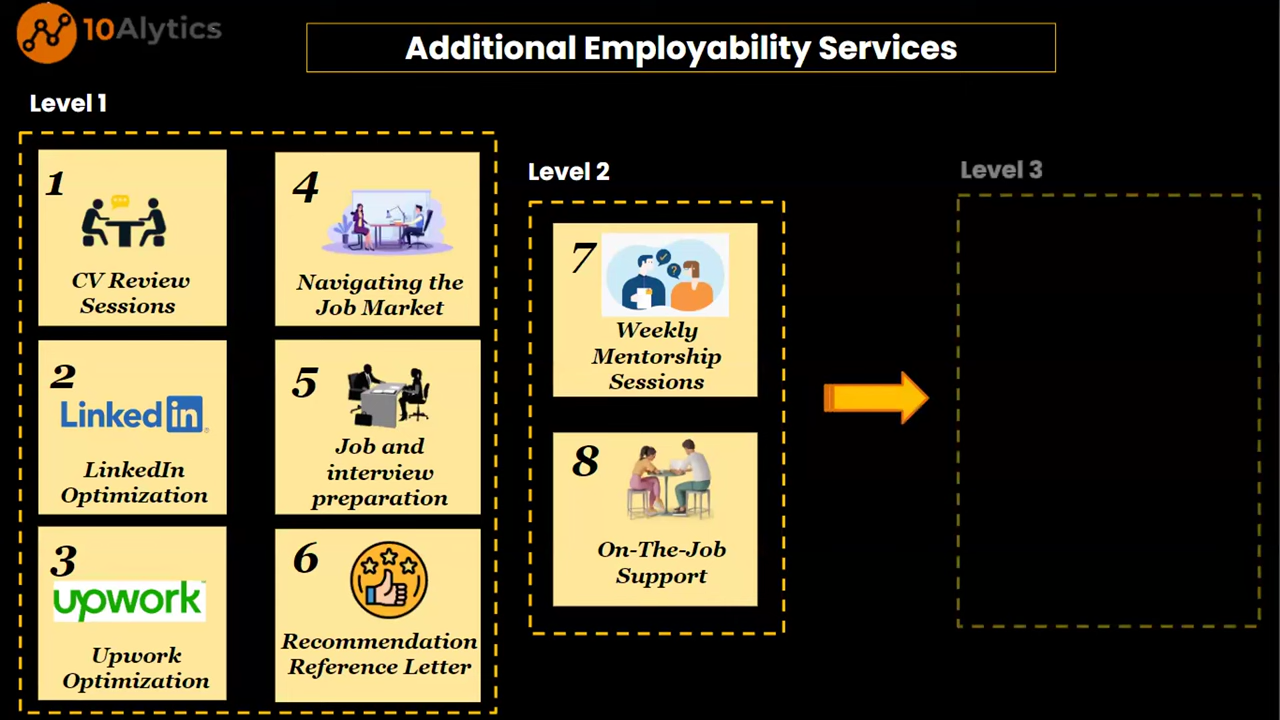 10Alytics
Additional Employability Services
Level 1
1
CV Review
Sessions
2
LinkedIn
LinkedIn
Optimization
3
upwork
Upwork
Optimization
4
Navigating the
Job Market
5
Job and
interview
preparation
6
Recommendation
Reference Letter
Level 2
7
Weekly
Mentorship
Sessions
8
On-The-Job
Support
Level 3